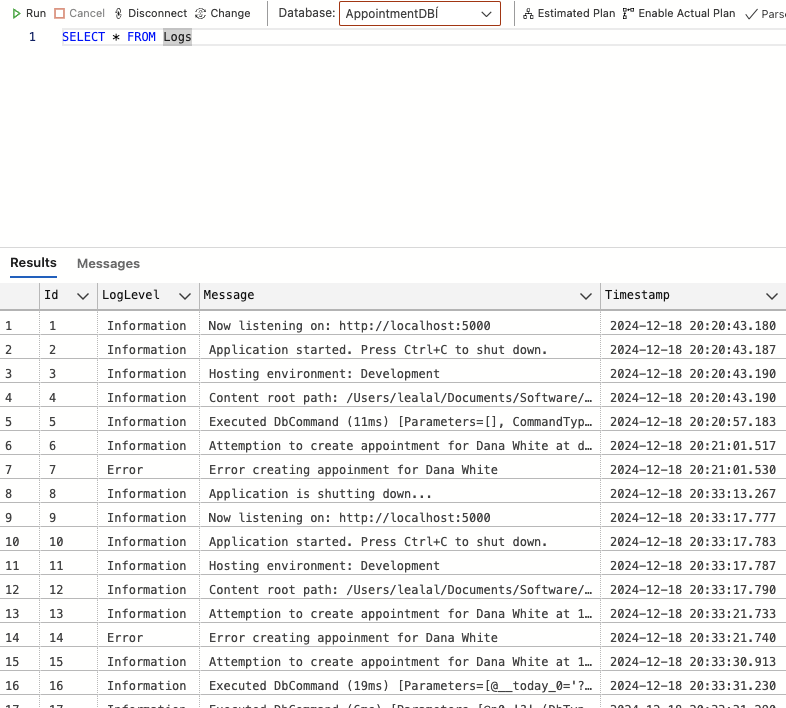 Run Cancel Disconnect Change Database: AppointmentDBÍ Estimated Plan Enable Actual Plan Parse
1 SELECT * FROM Logs
Results Messages
Id LogLevel Message Timestamp
1 1 Information Now listening on: http://localhost:5000 2024-12-18 20:20:43.180
2 2 Information Application started. Press Ctrl+C to shut down. 2024-12-18 20:20:43.187
3 3 Information Hosting environment: Development 2024-12-18 20:20:43.190
4 4 Information Content root path: /Users/lealal/Documents/Software/… 2024-12-18 20:20:43.190
5 5 Information Executed DbCommand (11ms) [Parameters=[], CommandTyp… 2024-12-18 20:20:57.183
6 6 Information Attemption to create appointment for Dana White at d… 2024-12-18 20:21:01.517
7 7 Error Error creating appoinment for Dana White 2024-12-18 20:21:01.530
8 8 Information Application is shutting down... 2024-12-18 20:33:13.267
9 9 Information Now listening on: http://localhost:5000 2024-12-18 20:33:17.777
10 10 Information Application started. Press Ctrl+C to shut down. 2024-12-18 20:33:17.783
11 11 Information Hosting environment: Development 2024-12-18 20:33:17.787
12 12 Information Content root path: /Users/lealal/Documents/Software/… 2024-12-18 20:33:17.790
13 13 Information Attemption to create appointment for Dana White at 1… 2024-12-18 20:33:21.733
14 14 Error Error creating appoinment for Dana White 2024-12-18 20:33:21.740
15 15 Information Attemption to create appointment for Dana White at 1… 2024-12-18 20:33:30.913
16 16 Information Executed DbCommand (19ms) [Parameters=[@__today_0='?… 2024-12-18 20:33:31.230